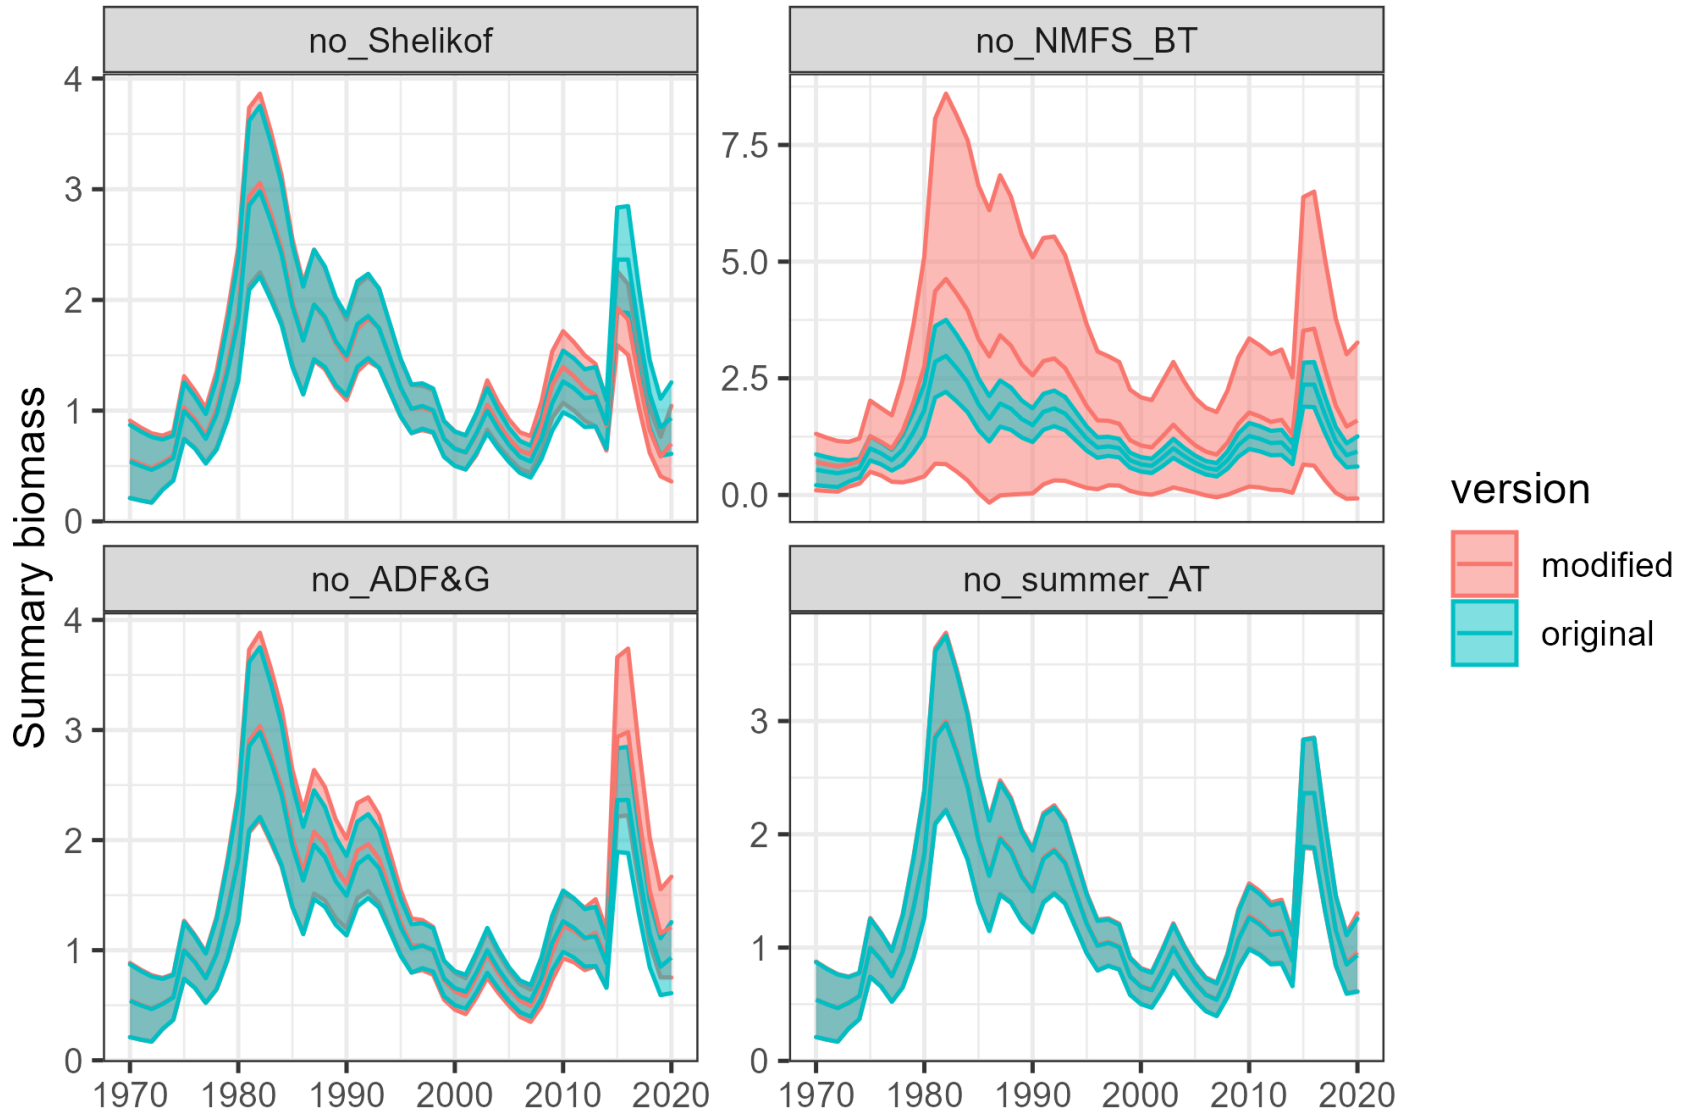 no_Shelikof
no_NMFS_BT
4
3
2
1
0
7.5
5.0
2.5
0.0
no_ADF&G
no_summer_AT
4
3
2
1
0
3
2
1
0
1970 1980 1990 2000 2010 2020
1970 1980 1990 2000 2010 2020
Summary biomass
version
modified
original